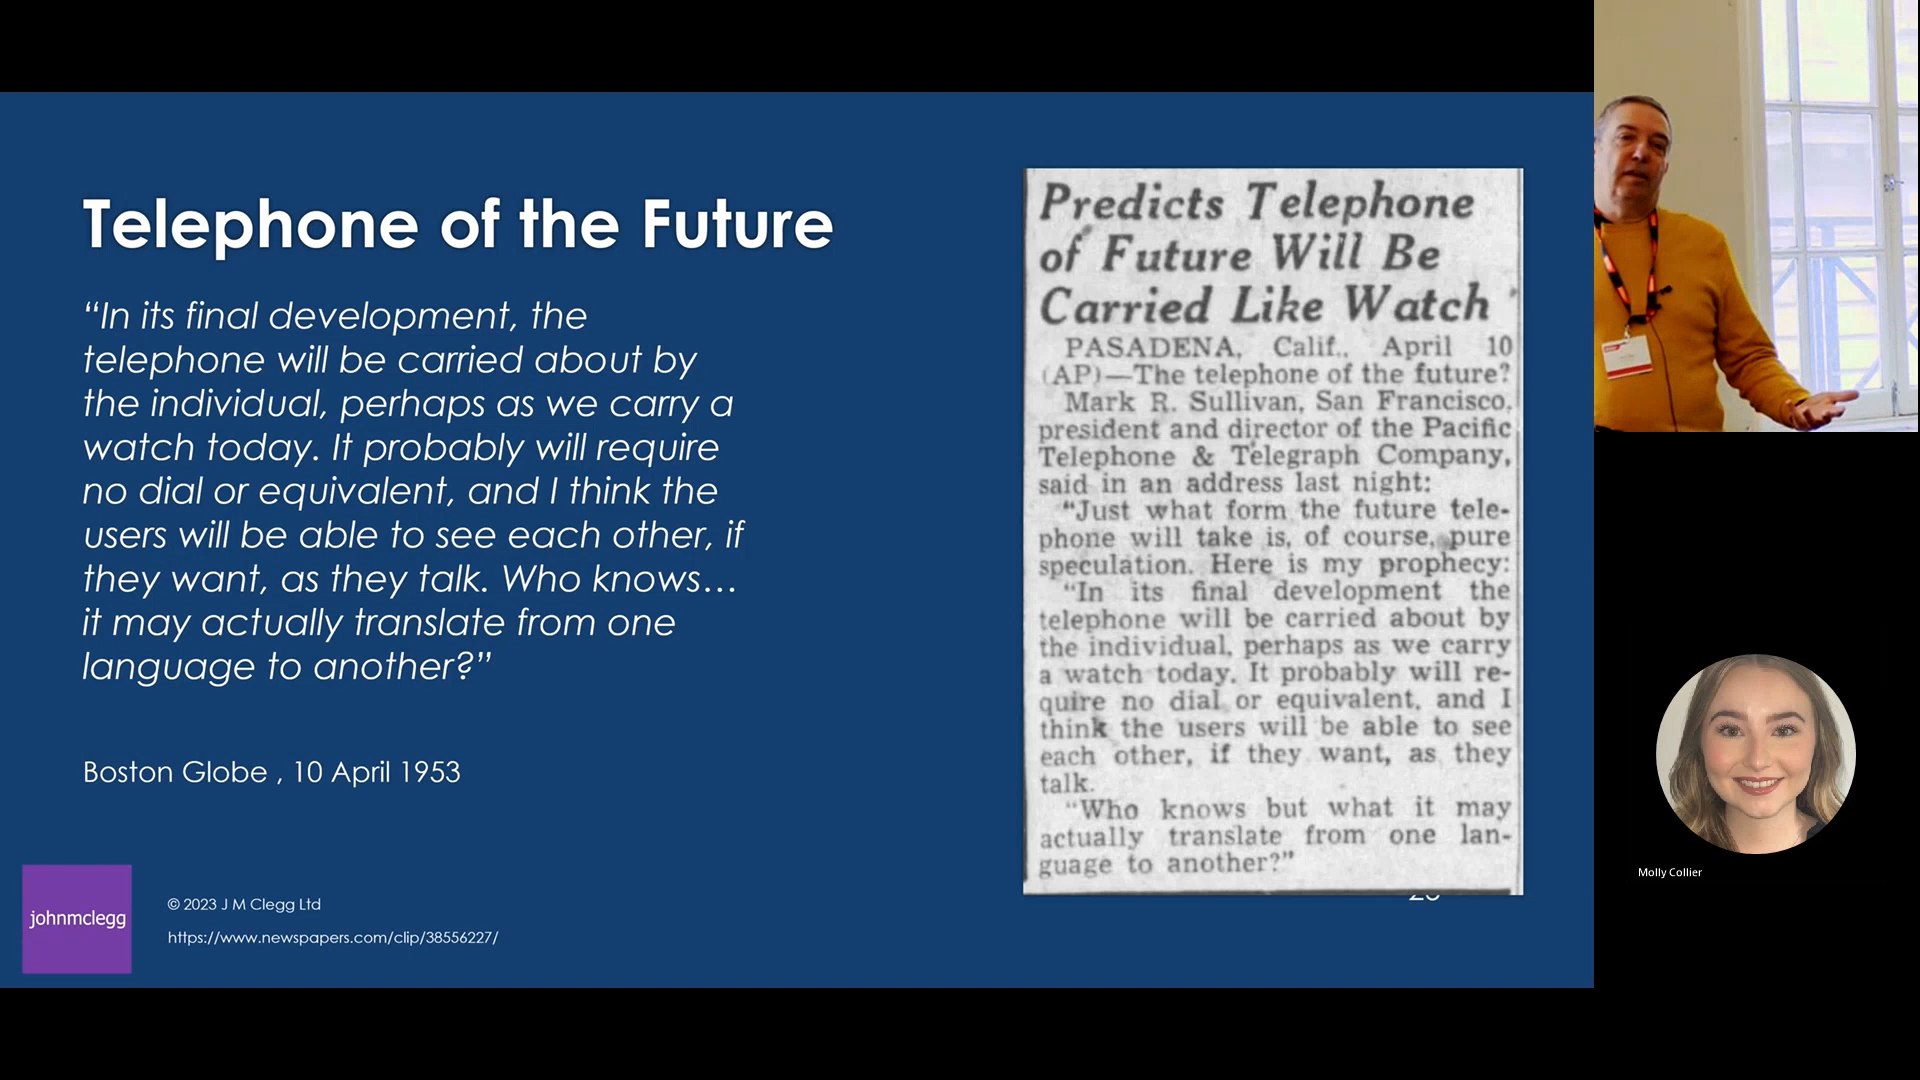 Telephone of the Future
“In its final development, the
telephone will be carried about by
the individual, perhaps as we carry a
watch today. It probably will require
no dial or equivalent, and I think the
users will be able to see each other, if
they want, as they talk. Who knows…
it may actually translate from one
language to another?”
Boston Globe , 10 April 1953
johnmclegg
© 2023 J M Clegg Ltd
https://www.newspapers.com/clip/38556227/
Predicts Telephone
of Future Will Be
Carried Like Watch
PASADENA, Calif., April 10
(AP)—The telephone of the future?
Mark R. Sullivan, San Francisco,
president and director of the Pacific
Telephone & Telegraph Company,
said in an address last night:
“Just what form the future tele-
phone will take is, of course, pure
speculation. Here is my prophecy:
“In its final development the
telephone will be carried about by
the individual, perhaps as we carry
a watch today. It probably will re-
quire no dial or equivalent, and I
think the users will be able to see
each other, if they want, as they
talk.
“Who knows but what it may
actually translate from one lan-
guage to another?”
Molly Collier